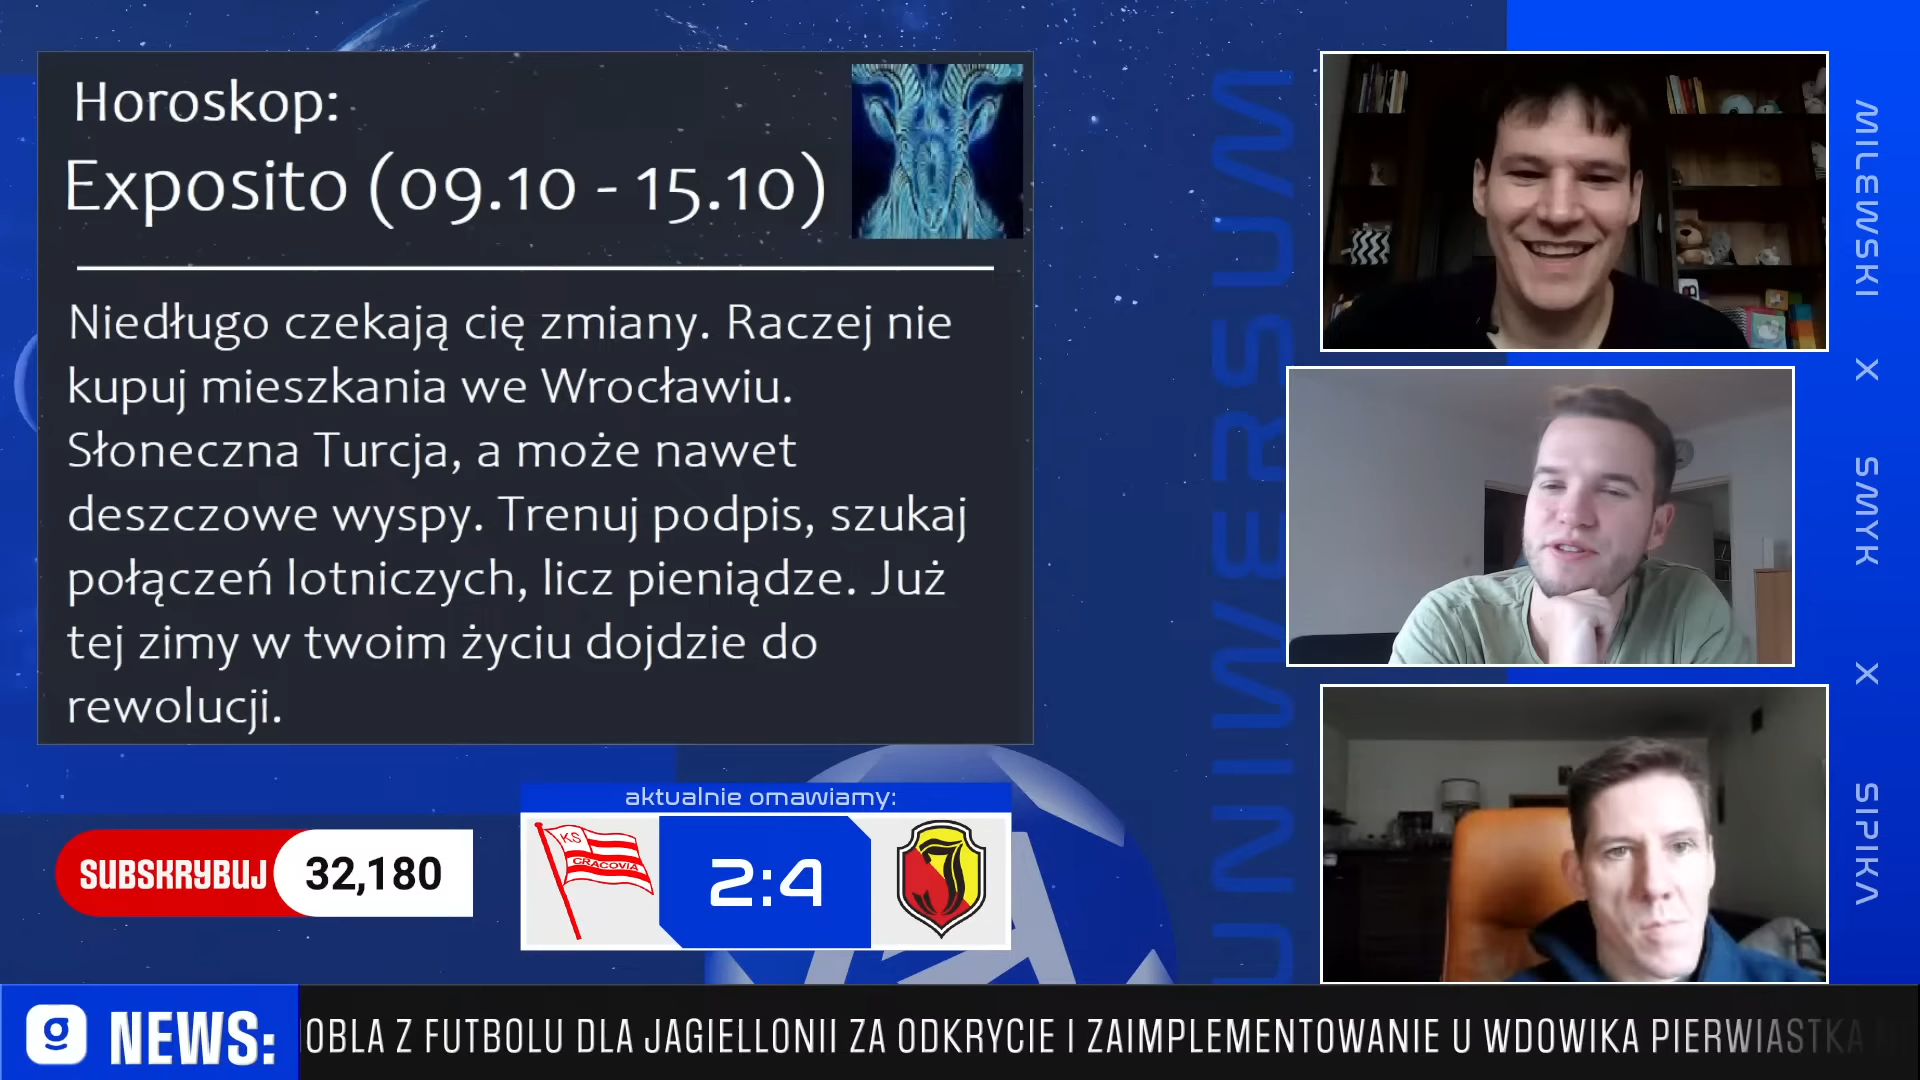 Horoskop:
Exposito (09.10 - 15.10)
Niedługo czekają cię zmiany. Raczej nie
kupuj mieszkania we Wrocławiu.
Słoneczna Turcja, a może nawet
deszczowe wyspy. Trenuj podpis, szukaj
połączeń lotniczych, licz pieniądze. Już
tej zimy w twoim życiu dojdzie do
rewolucji.
aktualnie omawiamy:
KS
CRACOVIA
2:4
J
SUBSKRYBUJ
32,180
UNIWERSUM
MILEWSKI X SMYK X SIPIKA
g NEWS:
OBLA Z FUTBOLU DLA JAGIELLONII ZA ODKRYCIE I ZAIMPLEMENTOWANIE U WDOWIKA PIERWIASTKA